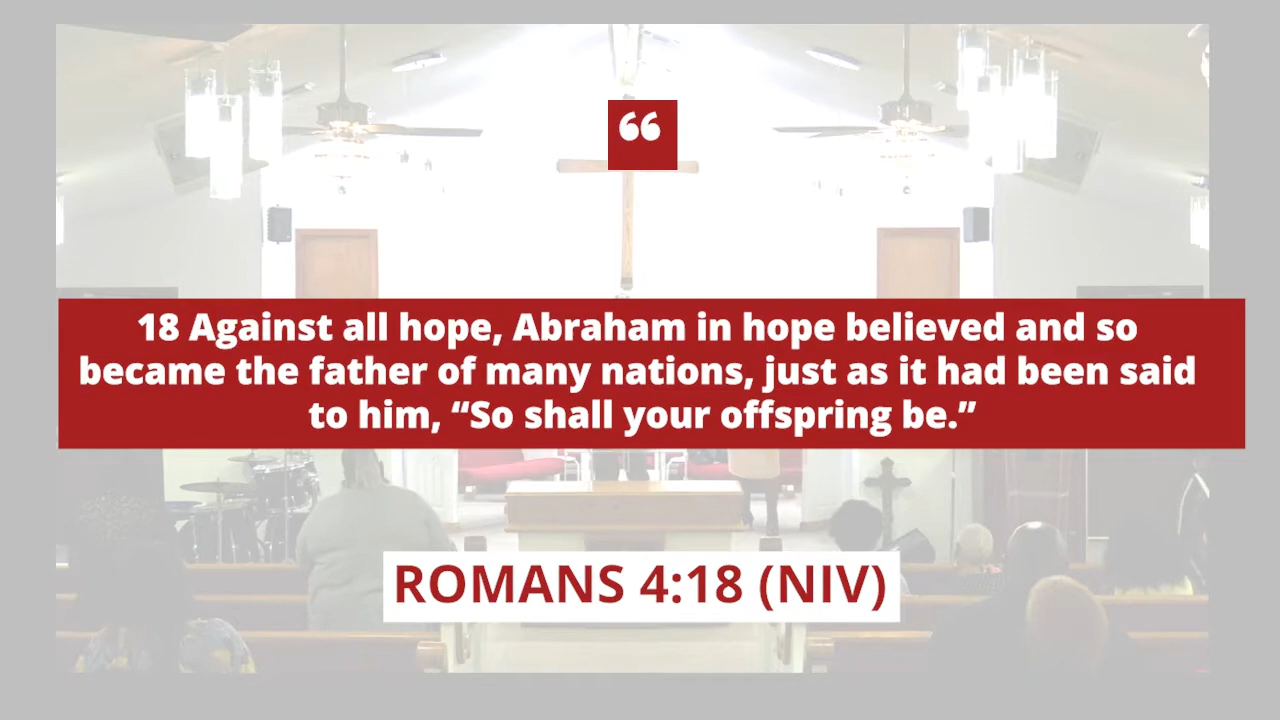 “
18 Against all hope, Abraham in hope believed and so
became the father of many nations, just as it had been said
to him, “So shall your offspring be.”
ROMANS 4:18 (NIV)